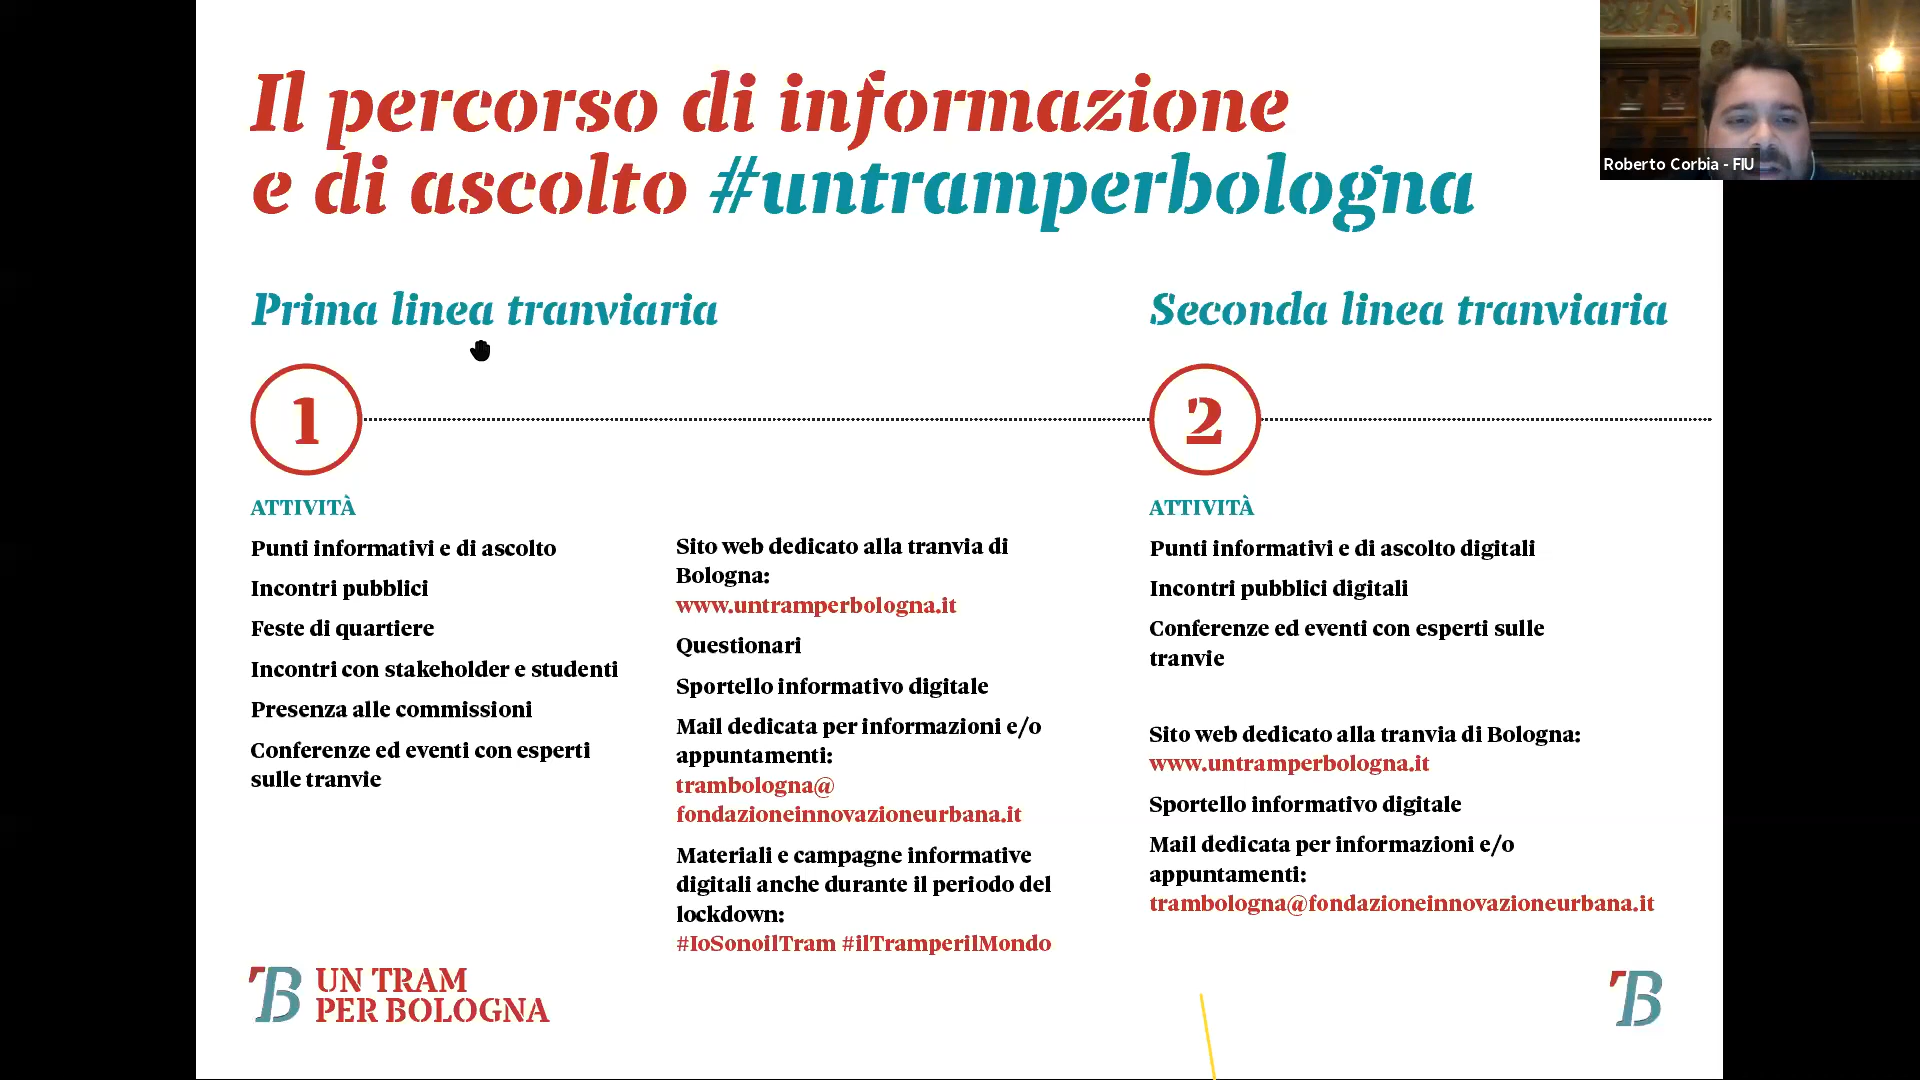 Il percorso di informazione
e di ascolto #untramperbologna
Roberto Corbia - FIU
Prima linea tranviaria
1
ATTIVITÀ
Punti informativi e di ascolto
Incontri pubblici
Feste di quartiere
Incontri con stakeholder e studenti
Presenza alle commissioni
Conferenze ed eventi con esperti
sulle tranvie
Sito web dedicato alla tranvia di
Bologna:
www.untramperbologna.it
Questionari
Sportello informativo digitale
Mail dedicata per informazioni e/o
appuntamenti:
trambologna@
fondazioneinnovazioneurbana.it
Materiali e campagne informative
digitali anche durante il periodo del
lockdown:
#IoSonoilTram #ilTramperilMondo
Seconda linea tranviaria
2
ATTIVITÀ
Punti informativi e di ascolto digitali
Incontri pubblici digitali
Conferenze ed eventi con esperti sulle
tranvie
Sito web dedicato alla tranvia di Bologna:
www.untramperbologna.it
Sportello informativo digitale
Mail dedicata per informazioni e/o
appuntamenti:
trambologna@fondazioneinnovazioneurbana.it
TB
UN TRAM
PER BOLOGNA
TB